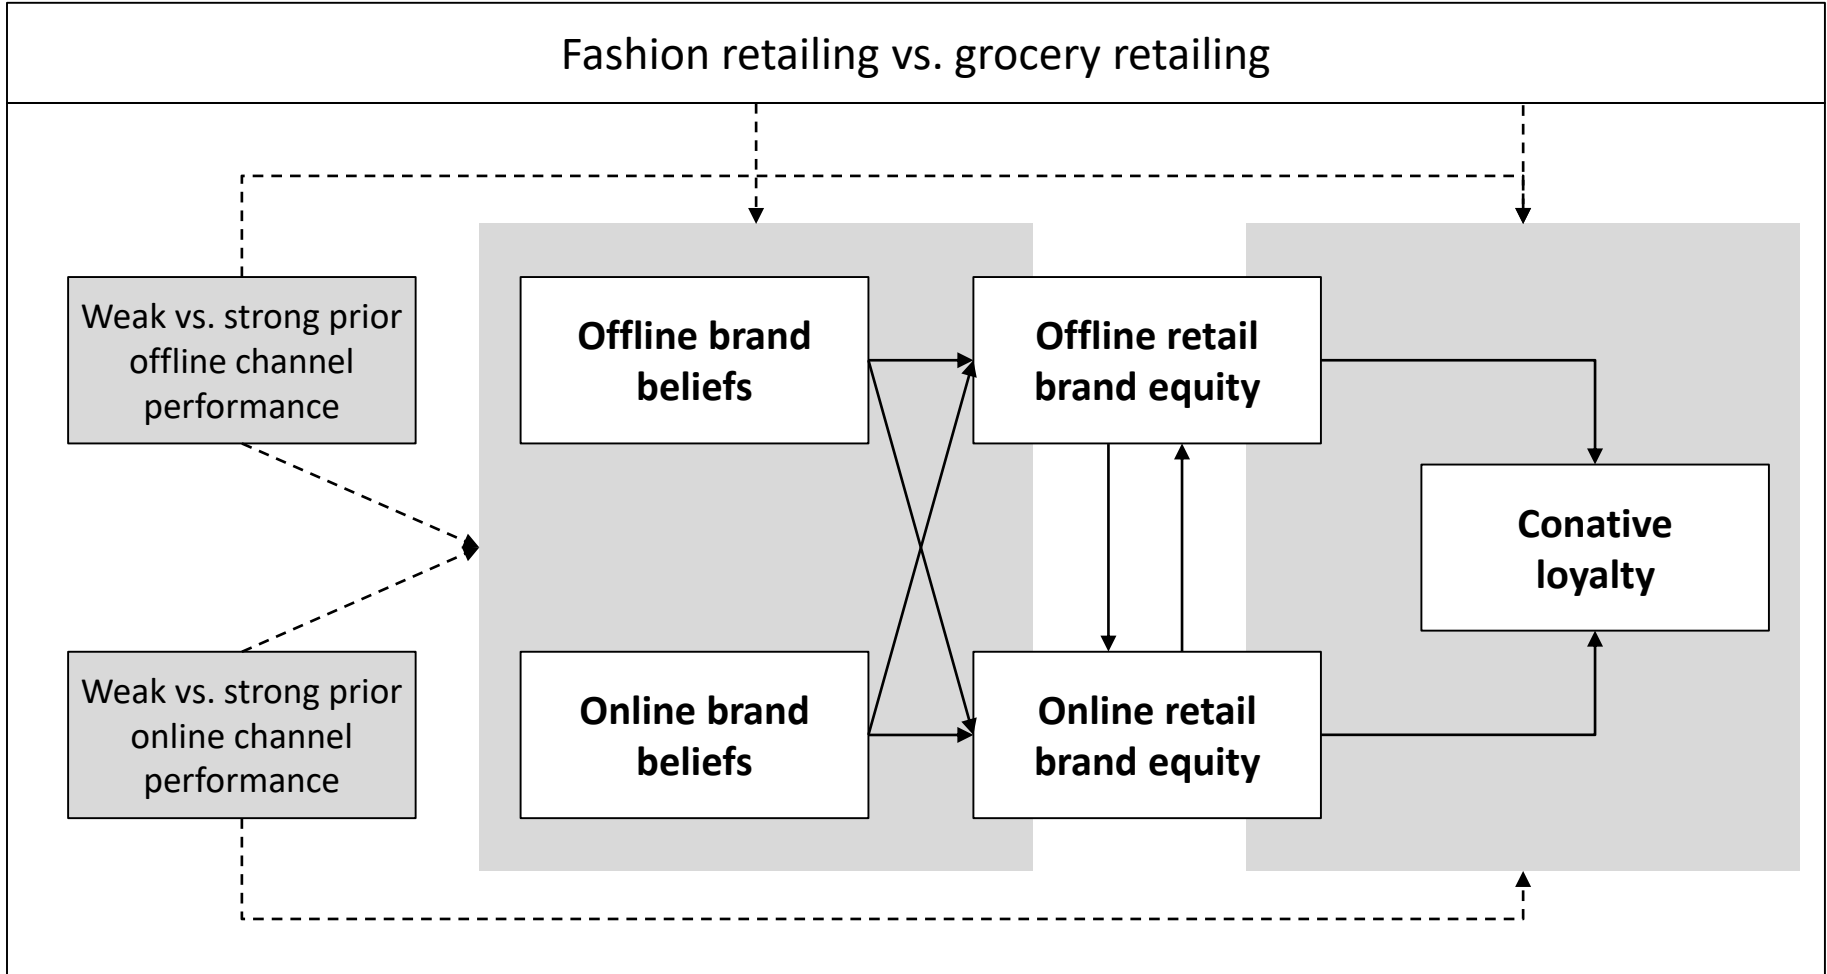 Fashion retailing vs. grocery retailing
Weak vs. strong prior
offline channel
performance
Offline brand
beliefs
Offline retail
brand equity
Conative
loyalty
Weak vs. strong prior
online channel
performance
Online brand
beliefs
Online retail
brand equity